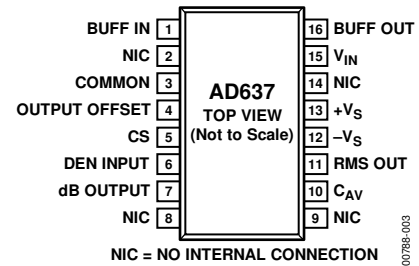 BUFF IN 1
NIC 2
COMMON 3
OUTPUT OFFSET 4
CS 5
DEN INPUT 6
dB OUTPUT 7
NIC 8
AD637
TOP VIEW
(Not to Scale)
16 BUFF OUT
15 VIN
14 NIC
13 +VS
12 –VS
11 RMS OUT
10 CAV
9 NIC
NIC = NO INTERNAL CONNECTION
00788-003